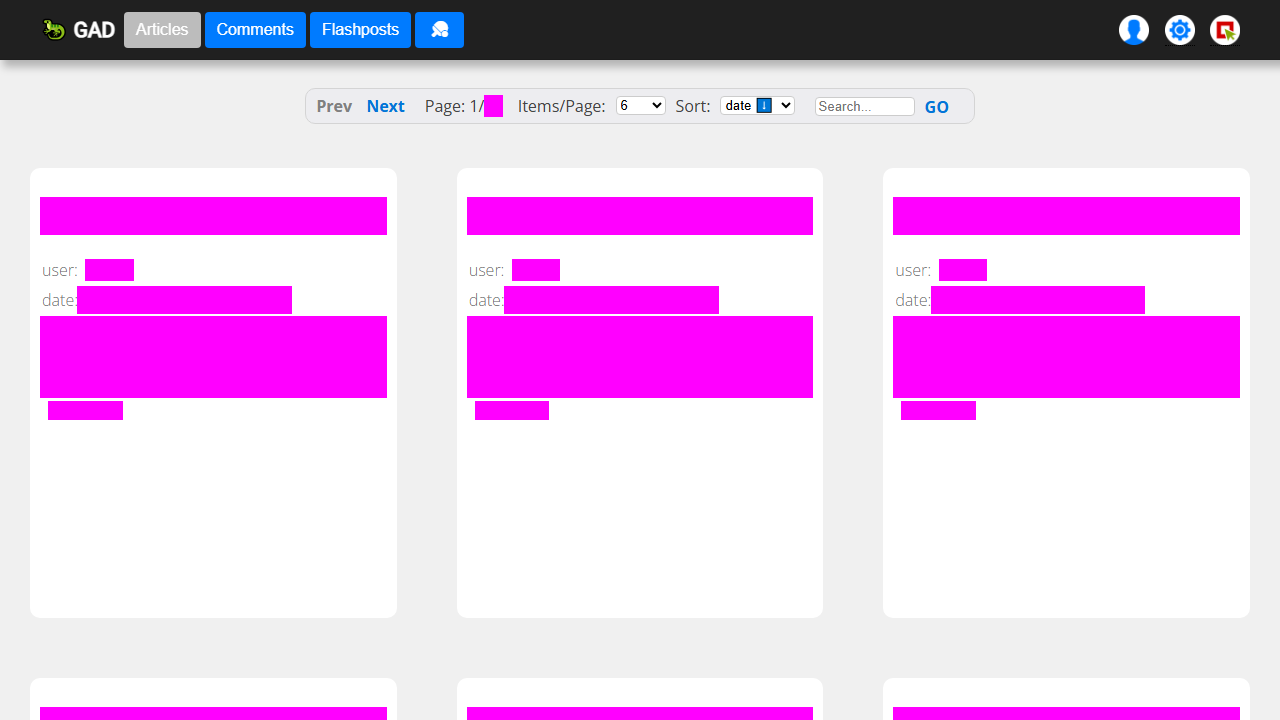 GAD Articles Comments Flashposts
Prev Next Page: 1/ Items/Page: 6 Sort: date Search... GO
user: user: user:
date: date: date: